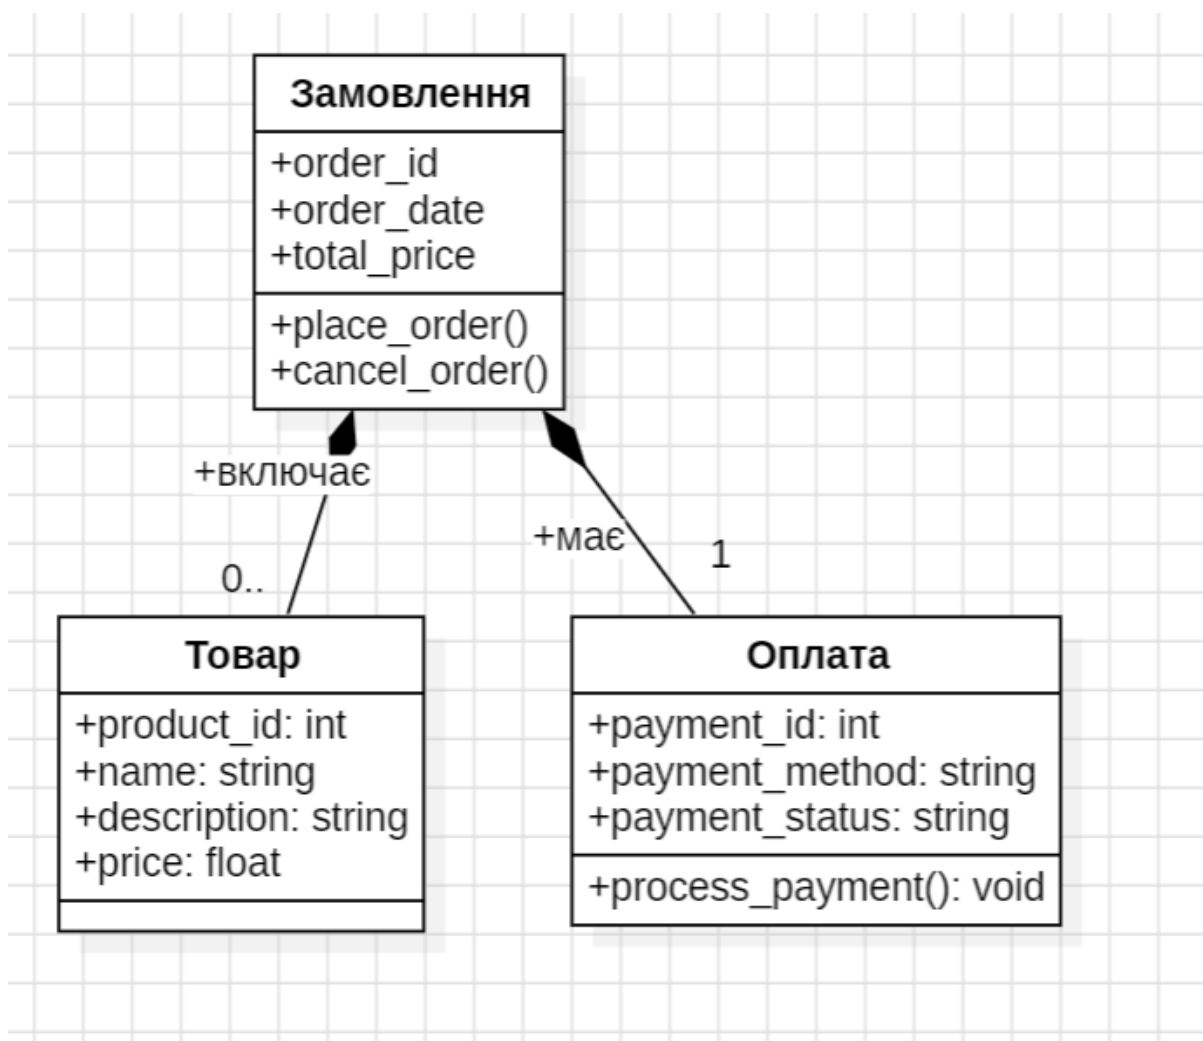 Замовлення
+order_id
+order_date
+total_price
+place_order()
+cancel_order()
+включає
+має
1
0..
Товар
+product_id: int
+name: string
+description: string
+price: float
Оплата
+payment_id: int
+payment_method: string
+payment_status: string
+process_payment(): void